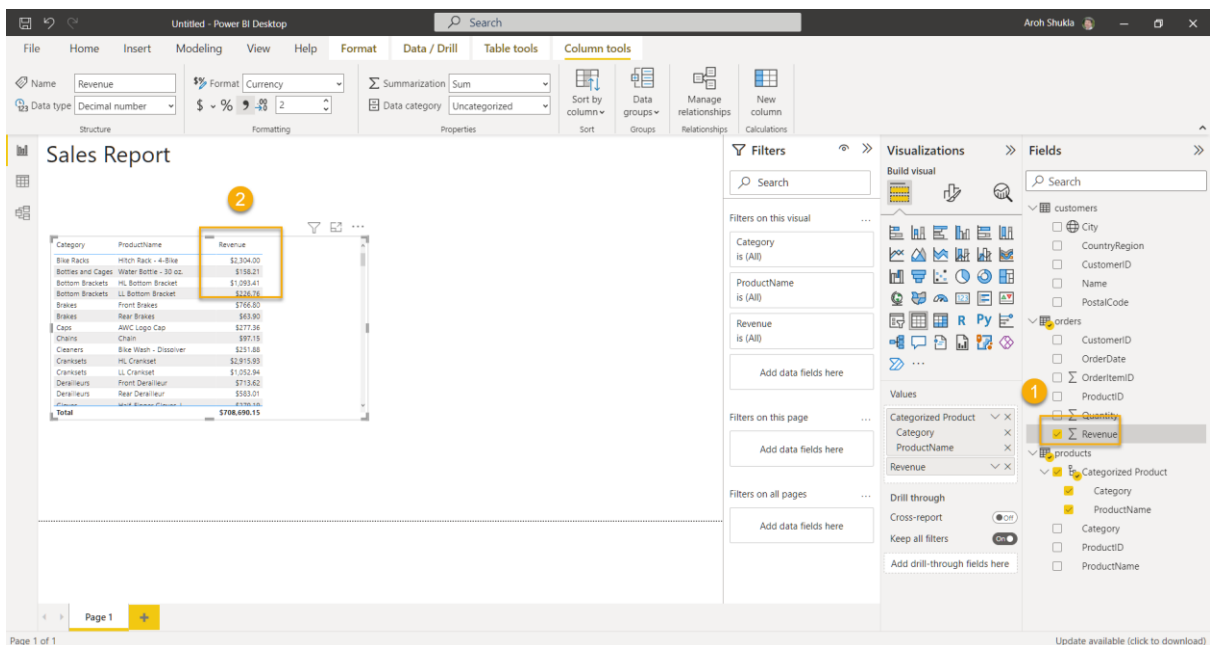 Untitled - Power BI Desktop
Search
Aroh Shukla
File Home Insert Modeling View Help Format Data / Drill Table tools Column tools
Name Revenue
$% Format Currency
Summarization Sum
Data type Decimal number
$ % 9 .00 2
Data category Uncategorized
Sort by column
Data groups
Manage relationships
New column
Structure Formatting Properties Sort Groups Relationships Calculations
Sales Report
2
Category ProductName Revenue
Bike Racks Hitch Rack - 4-Bike $2,304.00
Bottles and Cages Water Bottle - 30 oz. $158.21
Bottom Brackets HL Bottom Bracket $1,093.41
Bottom Brackets LL Bottom Bracket $226.76
Brakes Front Brakes $766.80
Brakes Rear Brakes $63.90
Caps AWC Logo Cap $277.36
Chains Chain $97.15
Cleaners Bike Wash - Dissolver $251.88
Cranksets HL Crankset $2,915.93
Cranksets LL Crankset $1,052.94
Derailleurs Front Derailleur $713.62
Derailleurs Rear Derailleur $583.01
Total $708,690.15
Filters
Search
Filters on this visual ...
Category
is (All)
ProductName
is (All)
Revenue
is (All)
Add data fields here
Filters on this page ...
Add data fields here
Filters on all pages ...
Add data fields here
Visualizations
Build visual
R Py
...
Values
Categorized Product
Category
ProductName
Revenue
Drill through
Cross-report Off
Keep all filters On
Add drill-through fields here
Fields
Search
customers
City
CountryRegion
CustomerID
Name
PostalCode
orders
CustomerID
OrderDate
∑ OrderItemID
1
ProductID
∑ Quantity
∑ Revenue
products
Categorized Product
Category
ProductName
Category
ProductID
ProductName
Page 1 +
Page 1 of 1
Update available (click to download)